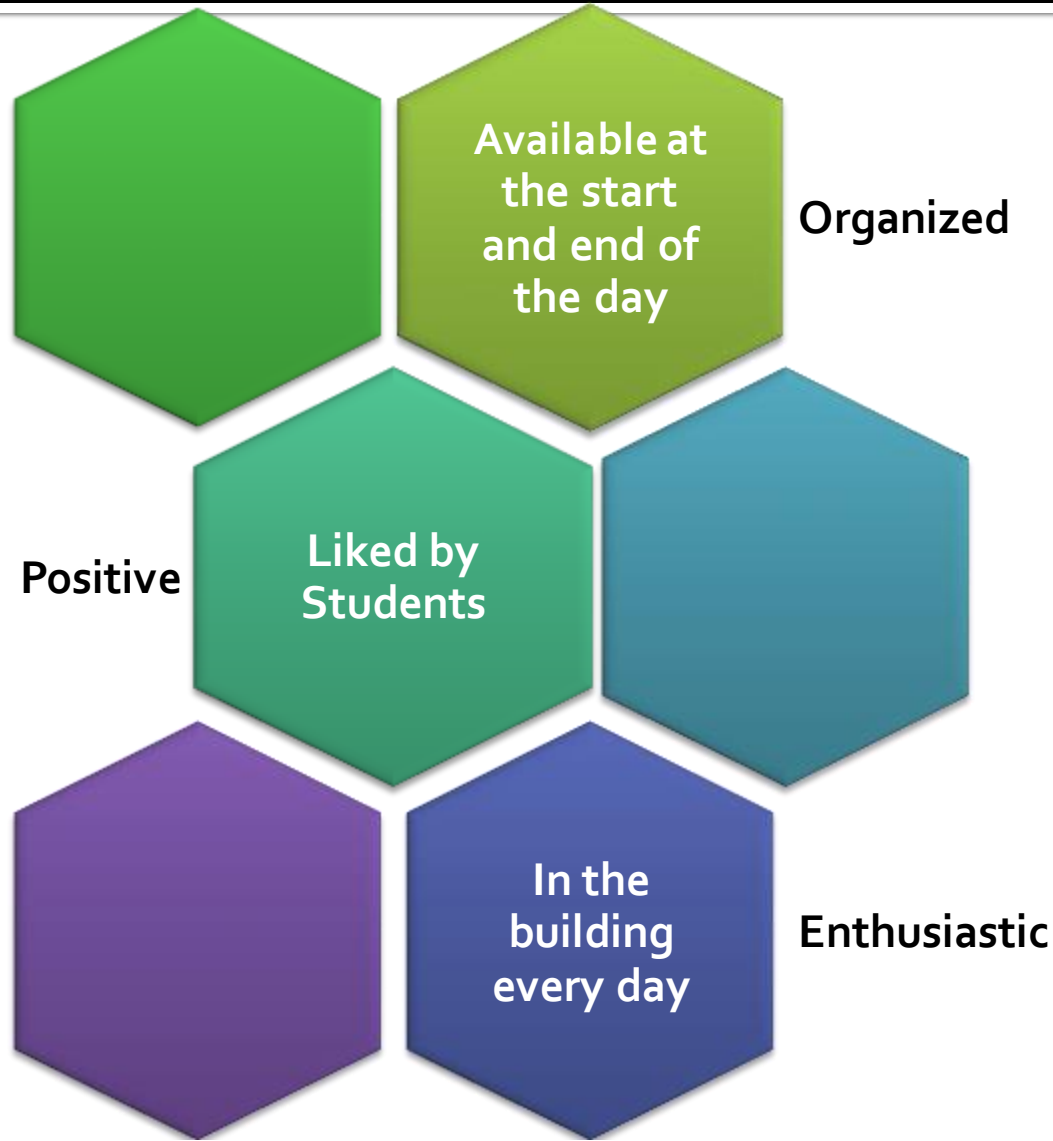 Available at
the start
and end of
the day
Organized
Positive
Liked by
Students
In the
building
every day
Enthusiastic